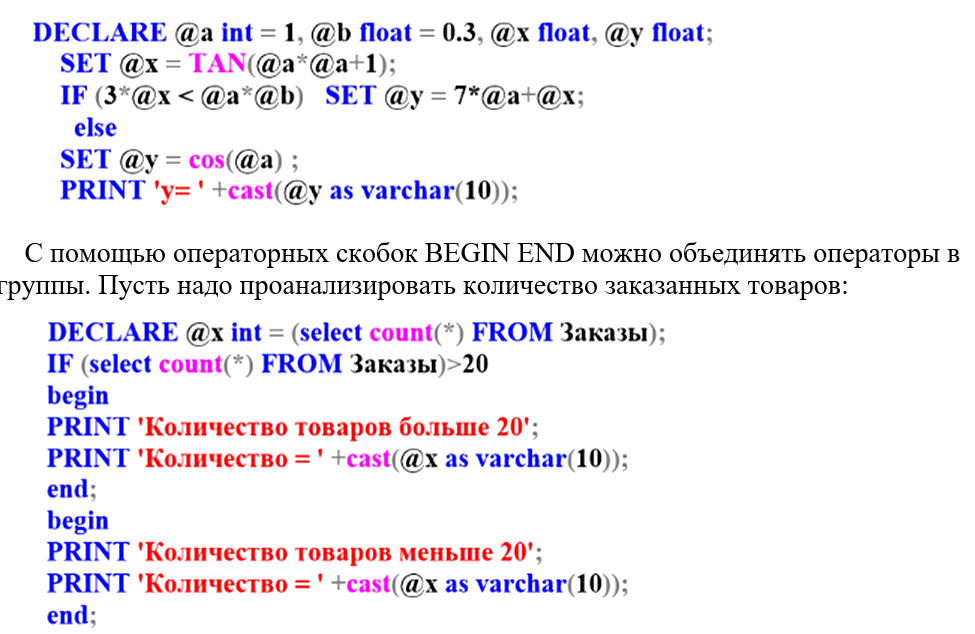 DECLARE @a int = 1, @b float = 0.3, @x float, @y float;
SET @x = TAN(@a*@a+1);
IF (3*@x < @a*@b) SET @y = 7*@a+@x;
else
SET @y = cos(@a) ;
PRINT 'y= ' +cast(@y as varchar(10));
С помощью операторных скобок BEGIN END можно объединять операторы в
группы. Пусть надо проанализировать количество заказанных товаров:
DECLARE @x int = (select count(*) FROM Заказы);
IF (select count(*) FROM Заказы)>20
begin
PRINT 'Количество товаров больше 20';
PRINT 'Количество = ' +cast(@x as varchar(10));
end;
begin
PRINT 'Количество товаров меньше 20';
PRINT 'Количество = ' +cast(@x as varchar(10));
end;